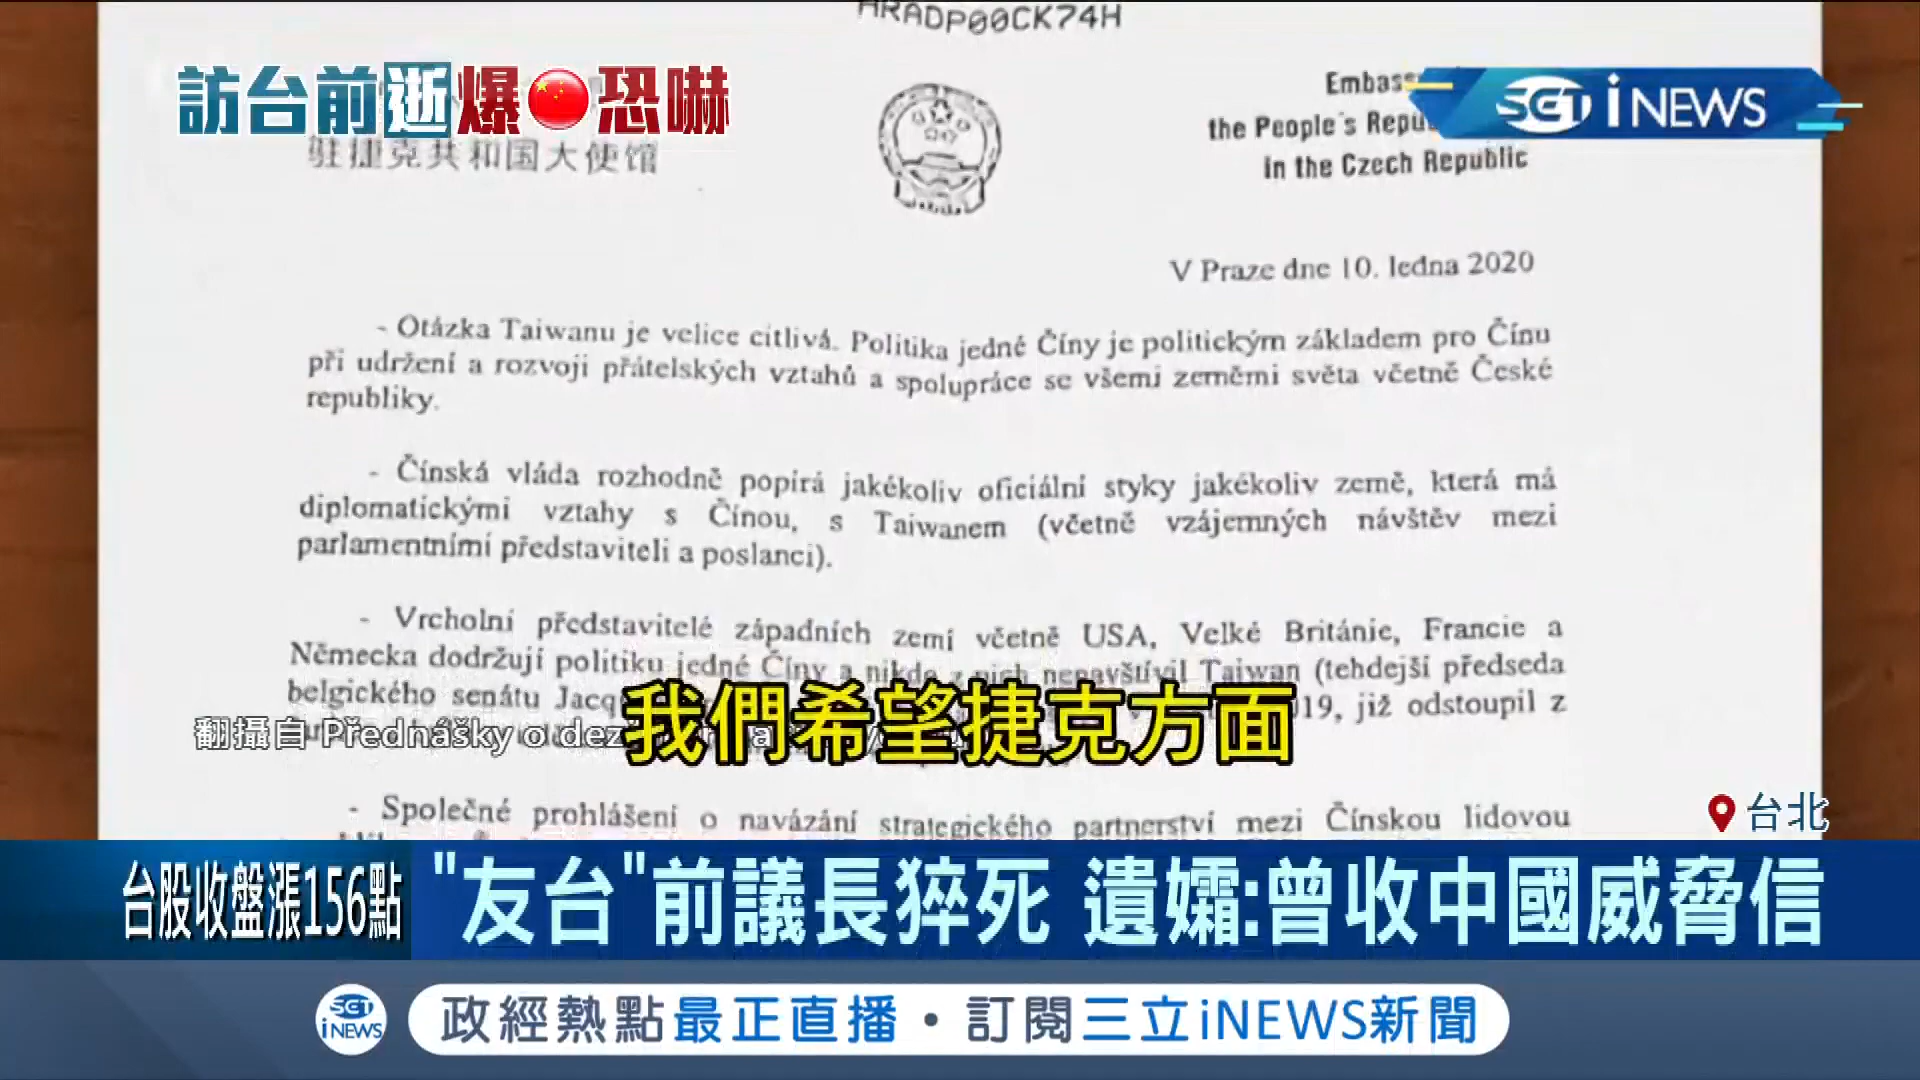 HRADP00CK74H
訪台前逝爆恐嚇
SET iNEWS
the People's
in the Czech Republic
驻捷克共和国大使馆
V Praze dne 10. ledna 2020
- Otázka Taiwanu je velice citlivá. Politika jedné Číny je politickým základem pro Čínu
při udržení a rozvoji přátelských vztahů a spolupráce se všemi zeměmi světa včetně České
republiky.
- Čínská vláda rozhodně popírá jakékoliv oficiální styky jakékoliv země, která má
diplomatickými vztahy s Čínou, s Taiwanem (včetně vzájemných návštěv mezi
parlamentními představiteli a poslanci).
- Vrcholní představitelé západních zemí včetně USA, Velké Británie, Francie a
Německa dodržují politiku jedné Číny a nikdo z nich nenavštívil Taiwan (tehdejší předseda
belgického senátu již odstoupil z
翻攝自 Přednášky o
我們希望捷克方面
- Společné prohlášení o navázání strategického partnerství mezi Čínskou lidovou
台北
台股收盤漲156點
"友台"前議長猝死 遺孀:曾收中國威脅信
SET iNEWS
政經熱點最正直播・訂閱三立iNEWS新聞